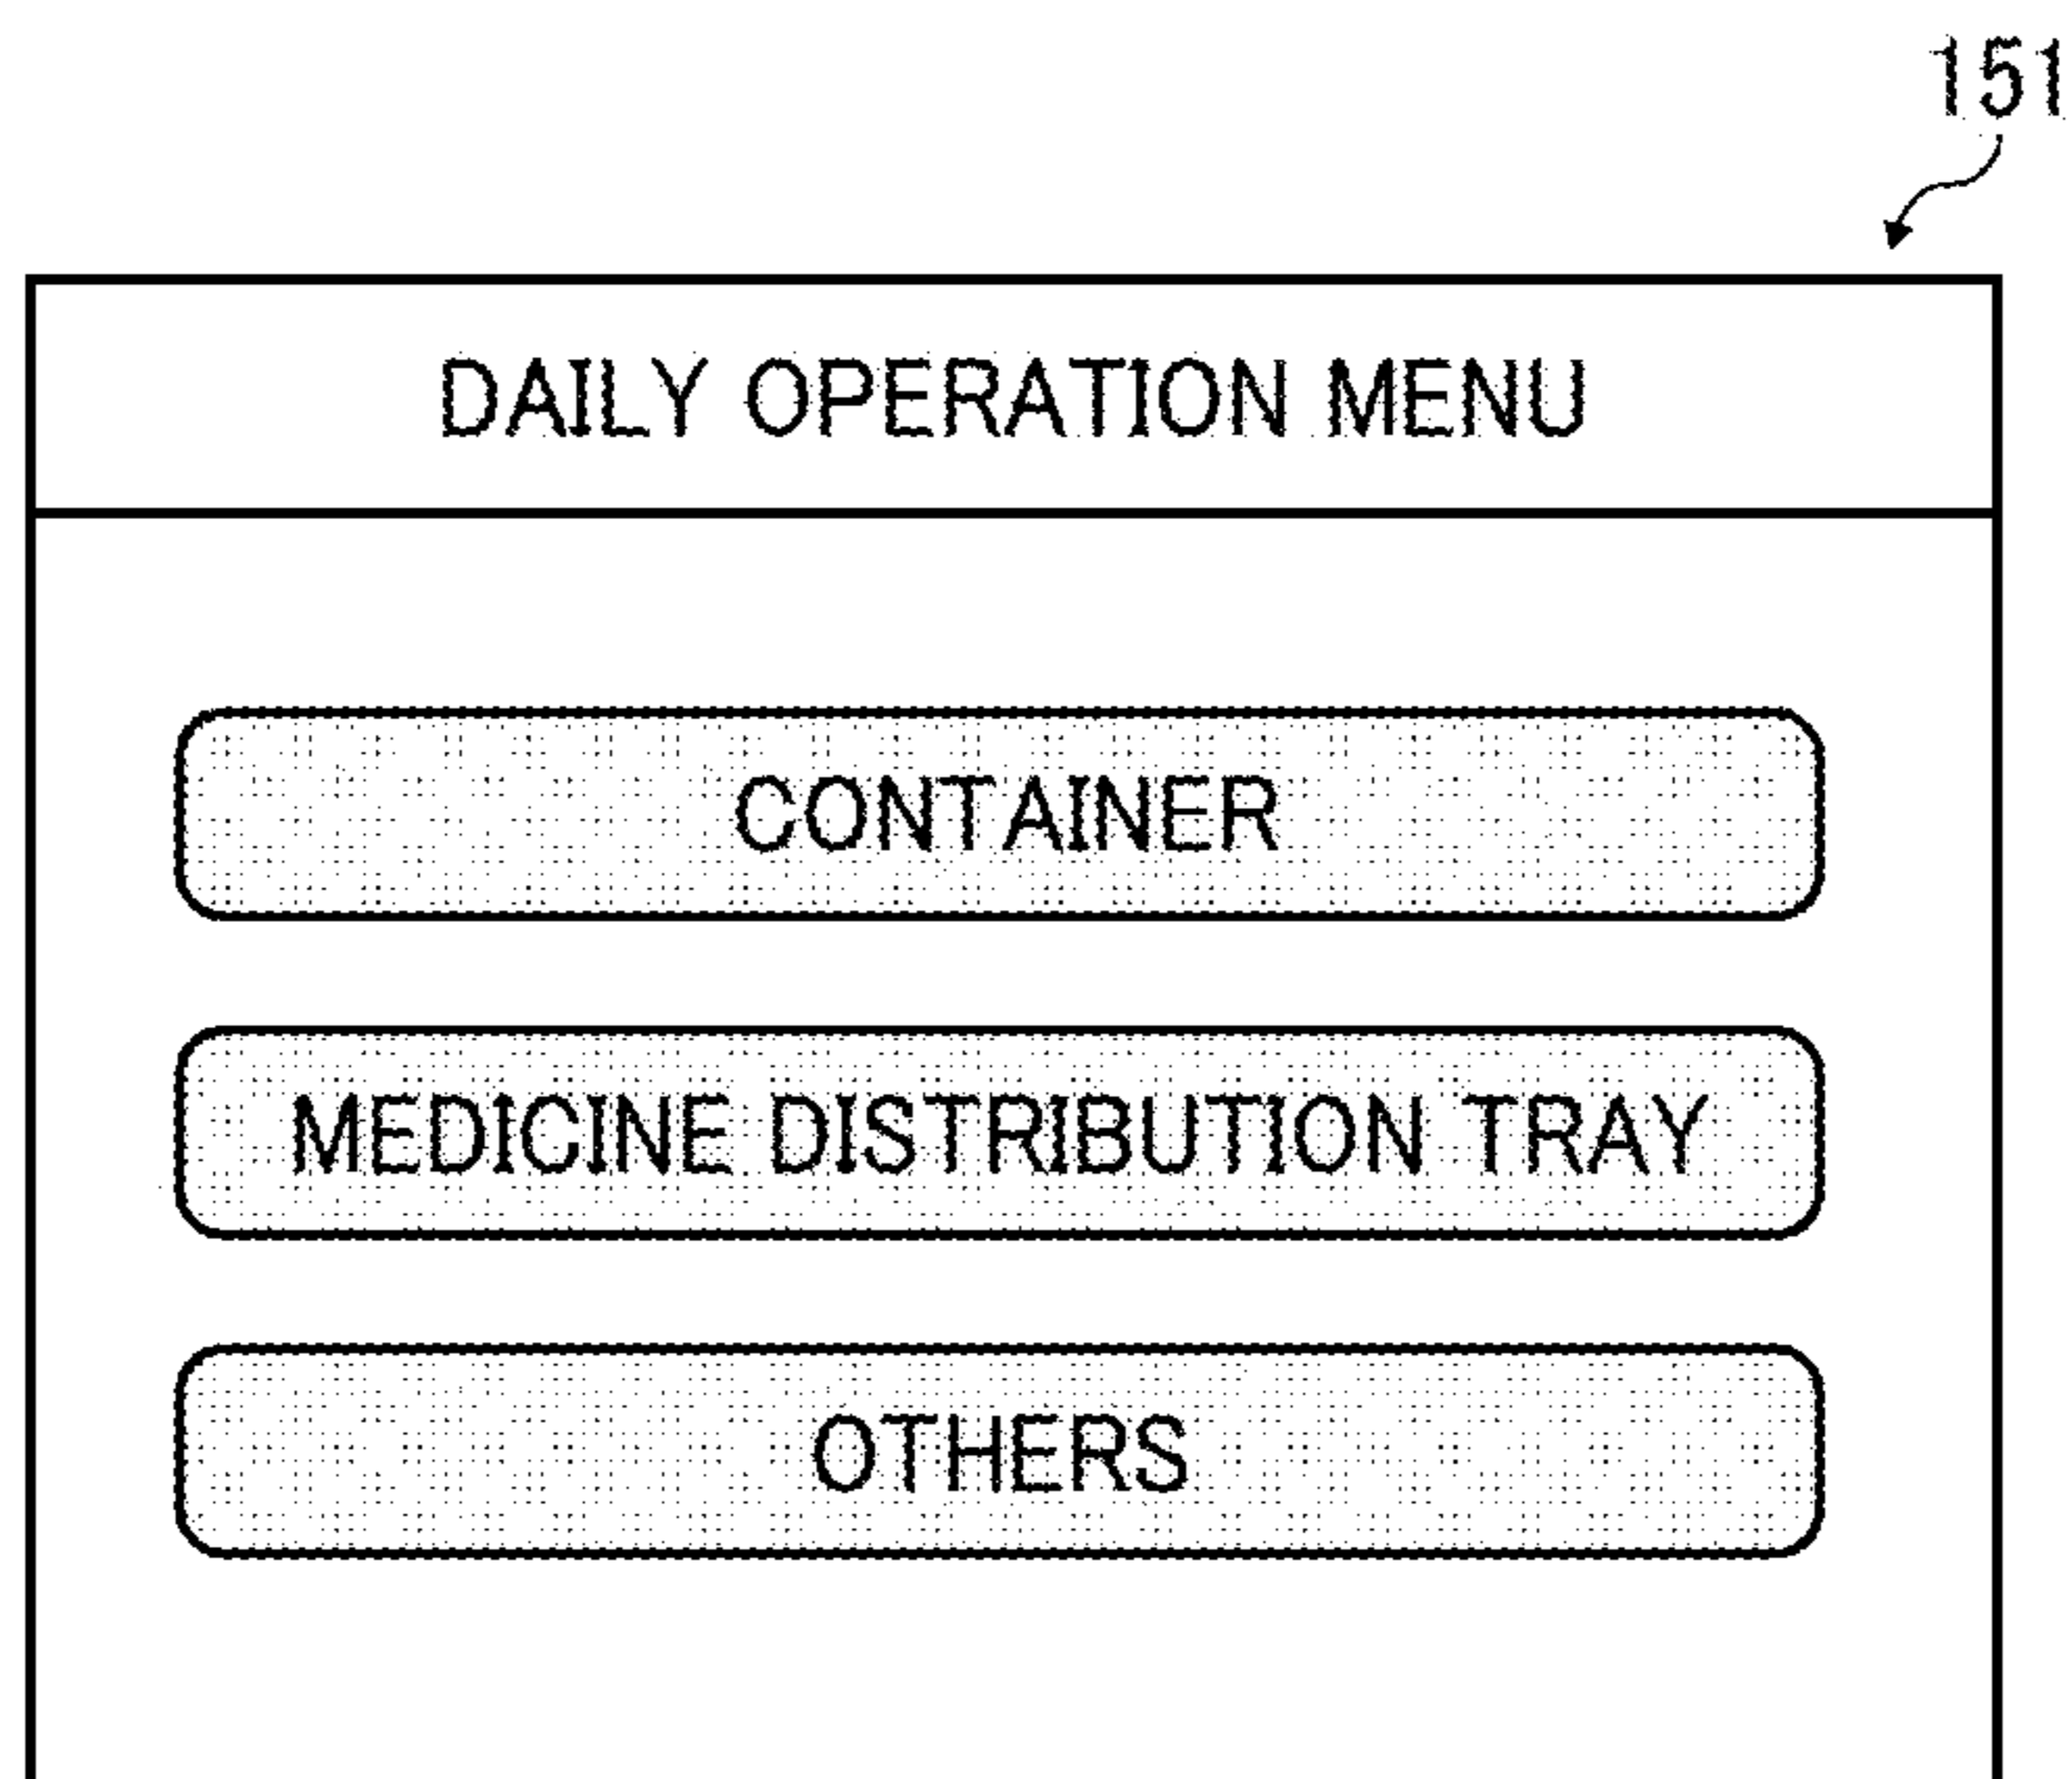 151
DAILY OPERATION MENU
CONTAINER
MEDICINE DISTRIBUTION TRAY
OTHERS